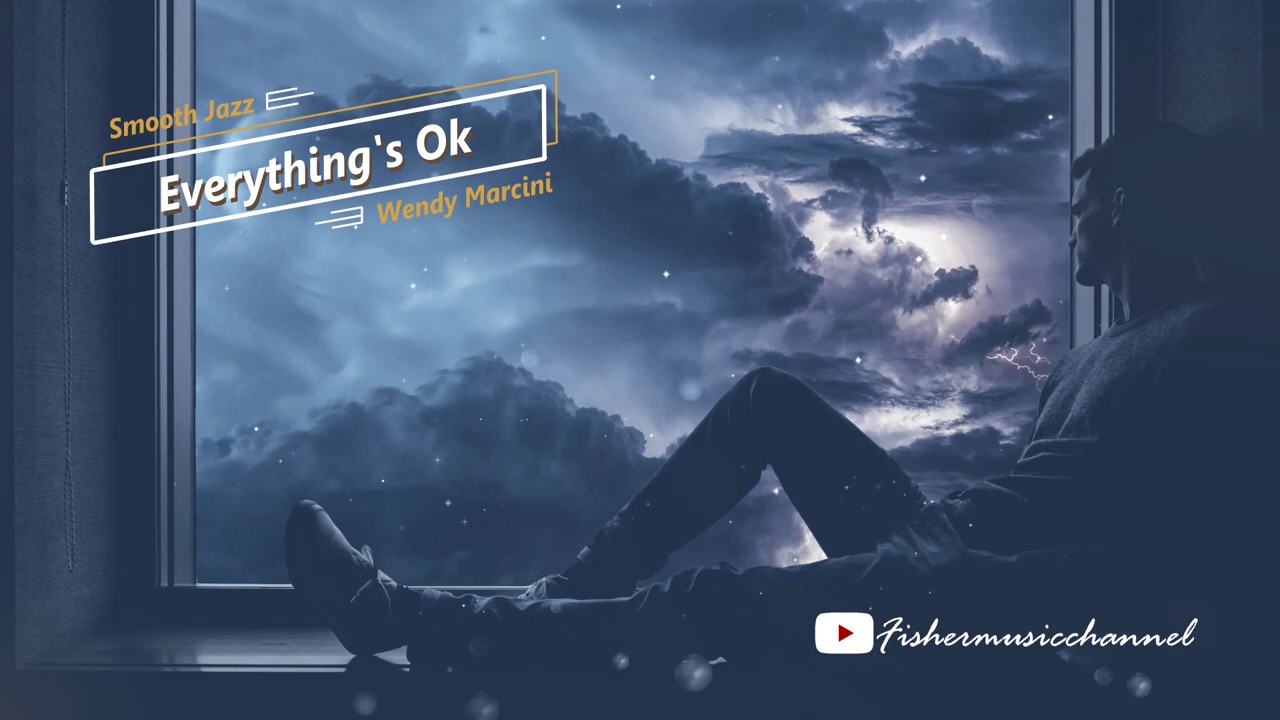 Smooth Jazz
Everything's Ok
Wendy Marcini
Fishermusicchannel